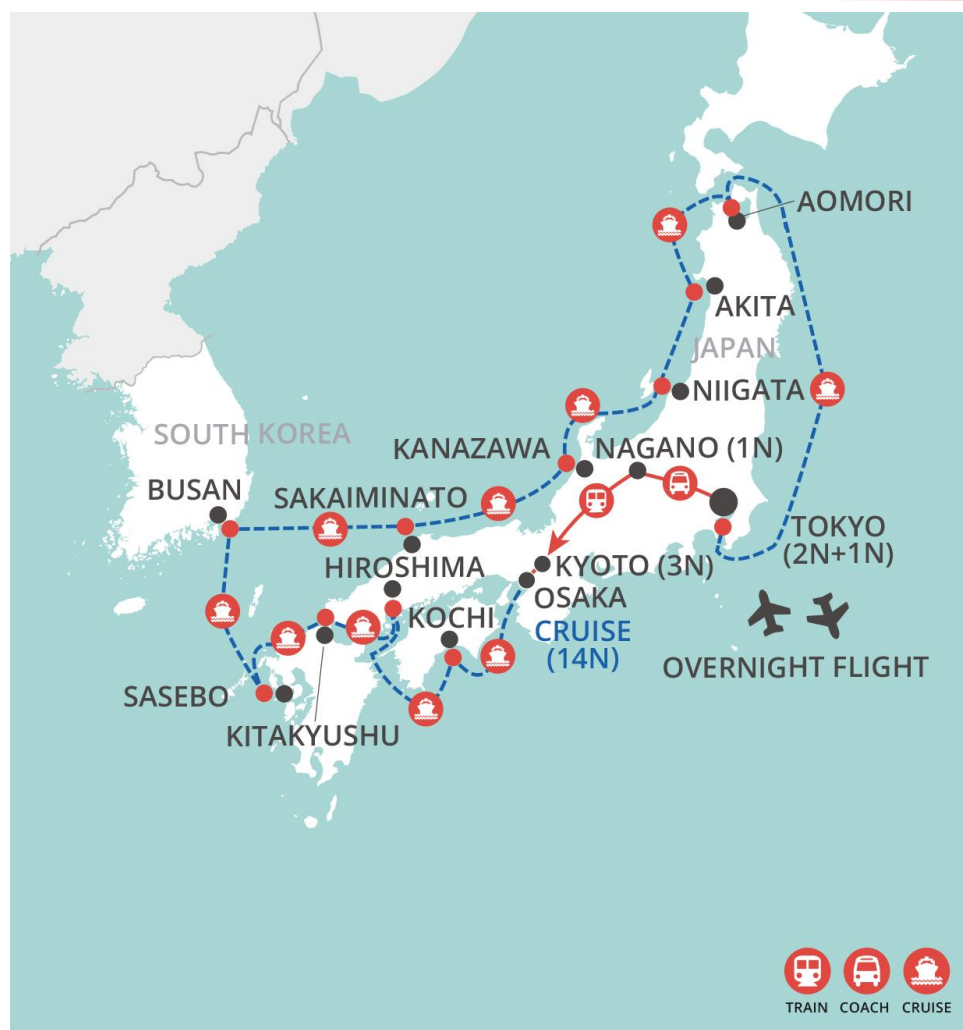 AOMORI
AKITA
JAPAN
NIIGATA
SOUTH KOREA
KANAZAWA
NAGANO (1N)
BUSAN
SAKAIMINATO
TOKYO
(2N+1N)
HIROSHIMA
KYOTO (3N)
OSAKA
KOCHI
CRUISE
(14N)
OVERNIGHT FLIGHT
SASEBO
KITAKYUSHU
TRAIN
COACH
CRUISE